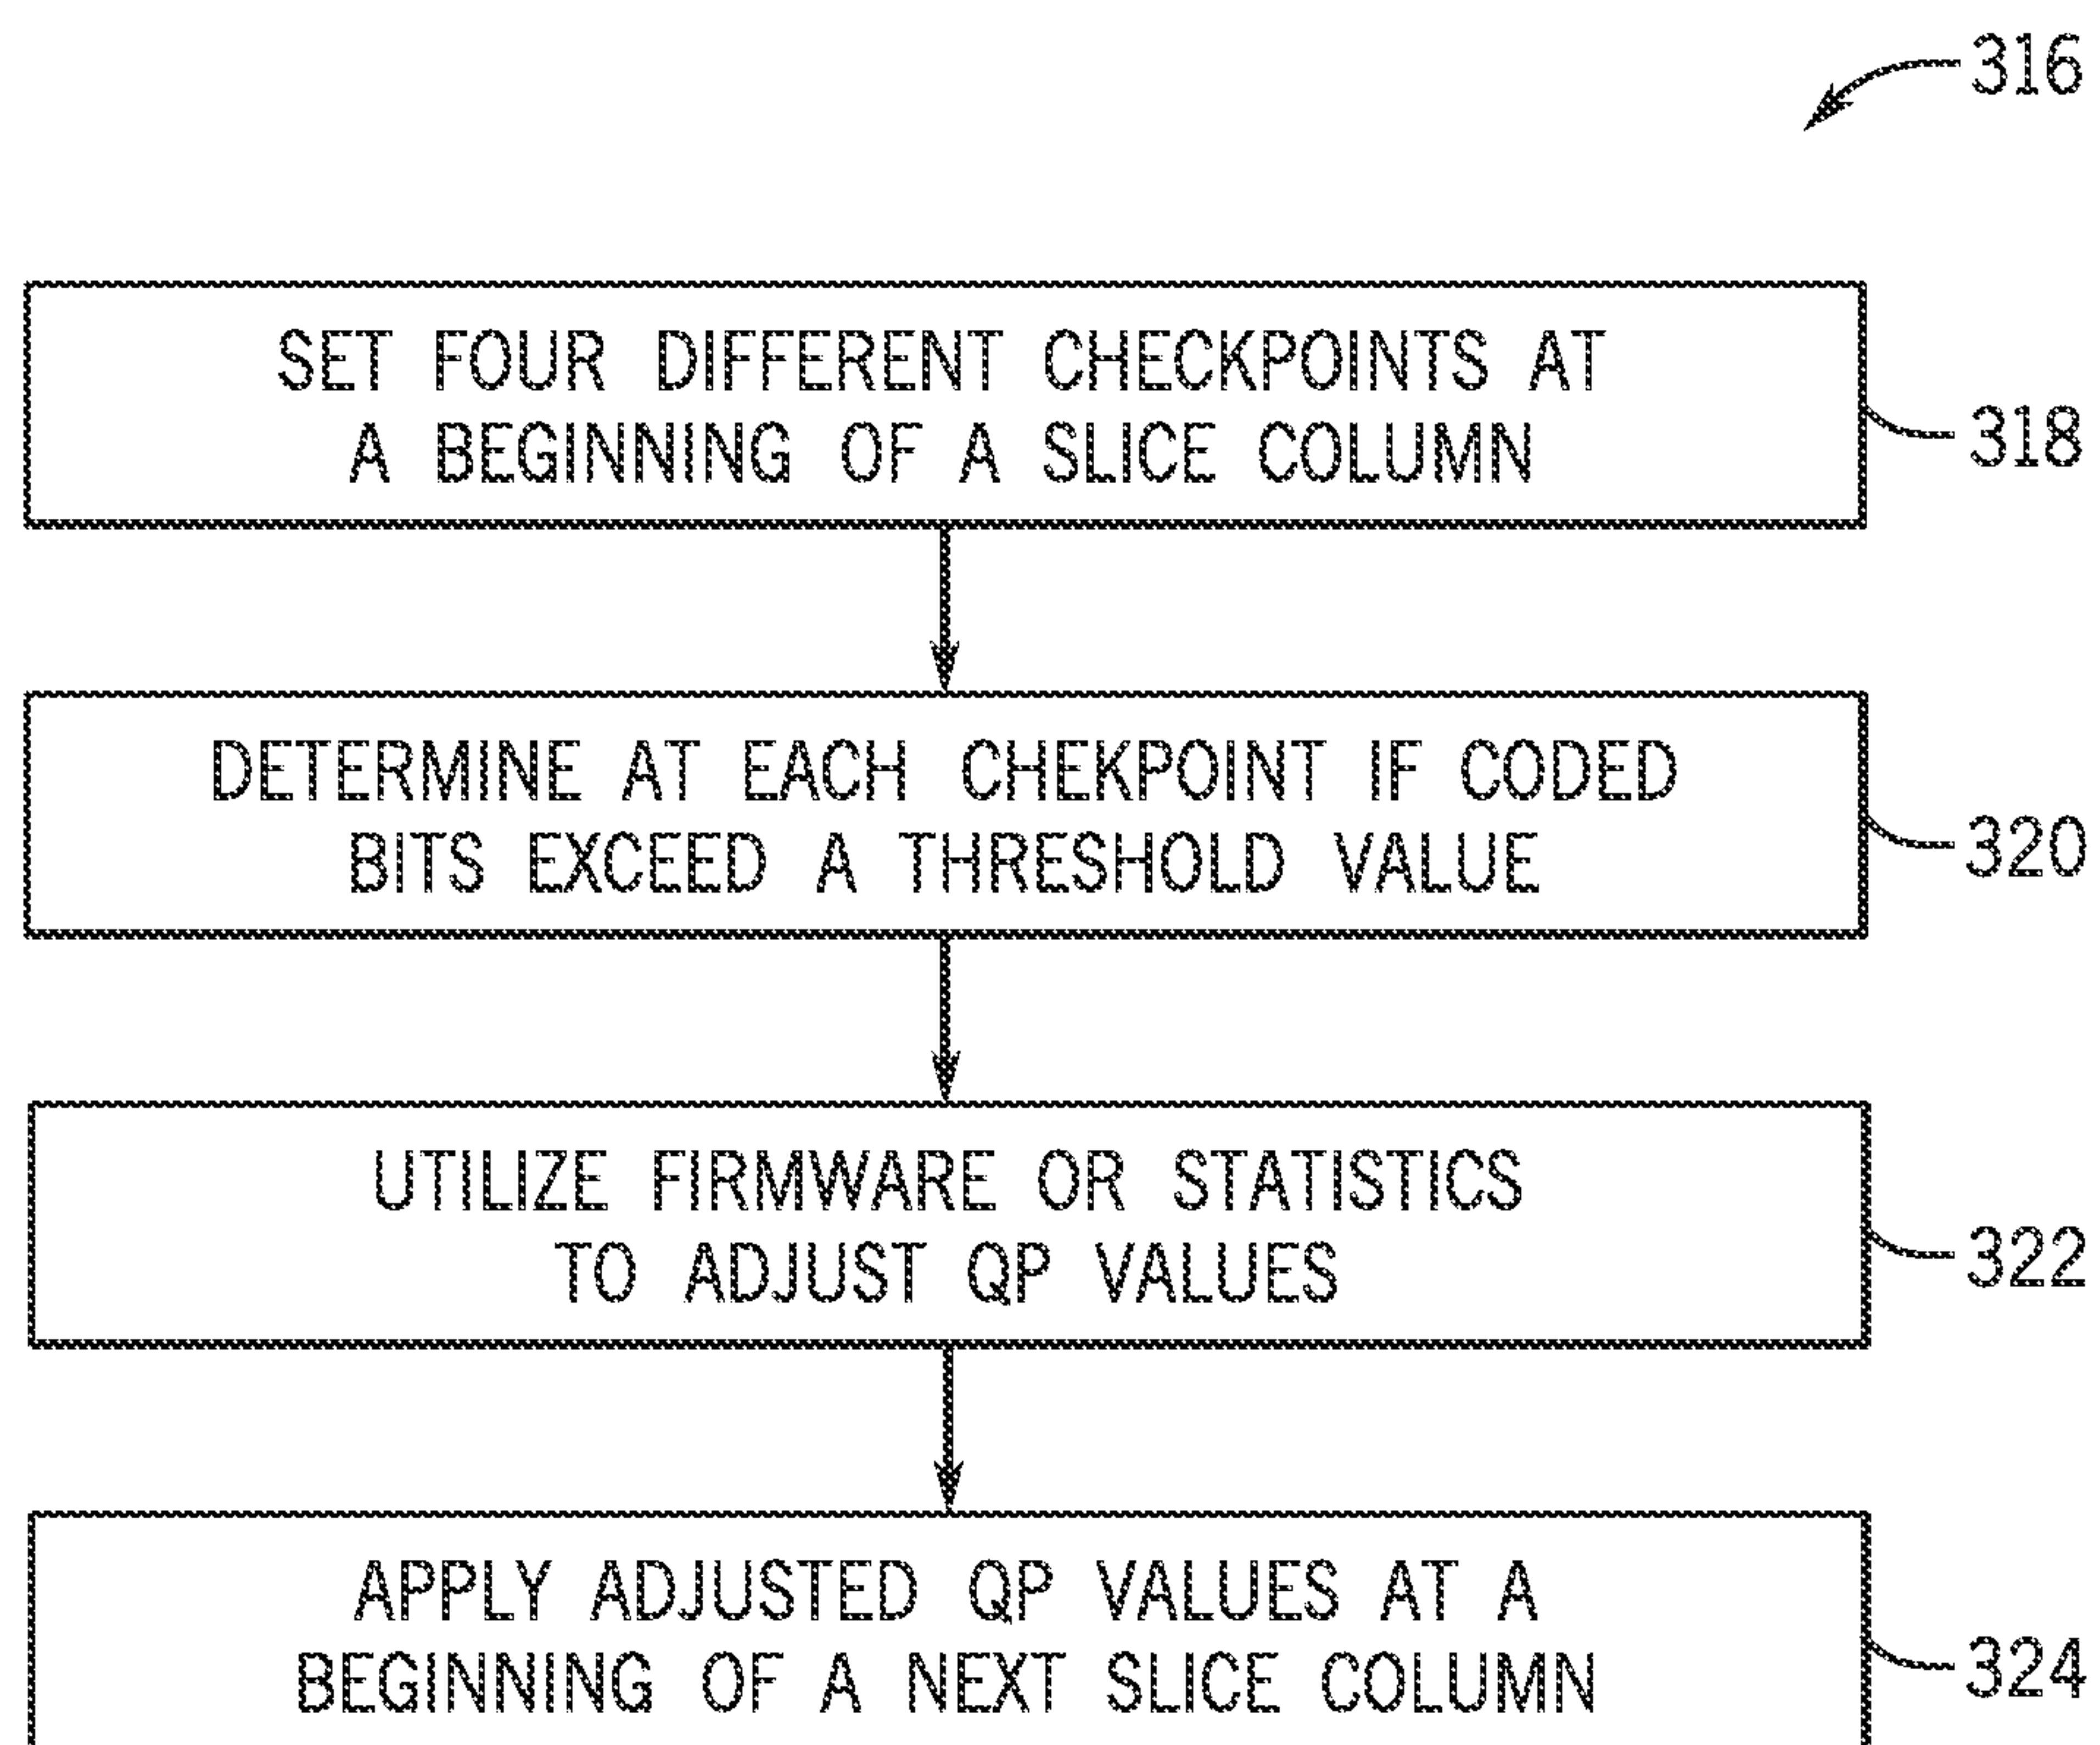 316
SET FOUR DIFFERENT CHECKPOINTS AT
A BEGINNING OF A SLICE COLUMN
318
DETERMINE AT EACH CHEKPOINT IF CODED
BITS EXCEED A THRESHOLD VALUE
320
UTILIZE FIRMWARE OR STATISTICS
TO ADJUST QP VALUES
322
APPLY ADJUSTED QP VALUES AT A
BEGINNING OF A NEXT SLICE COLUMN
324